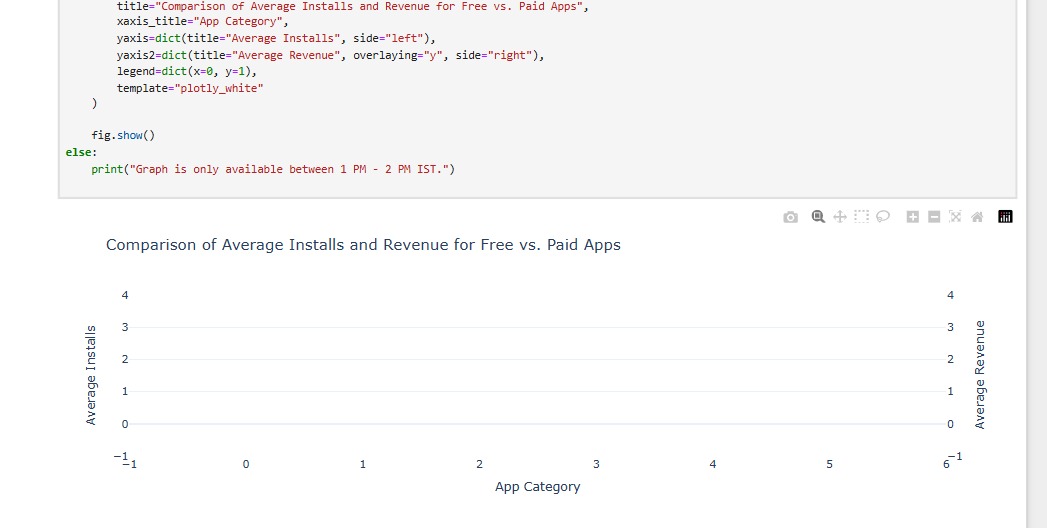 title="Comparison of Average Installs and Revenue for Free vs. Paid Apps",
xaxis_title="App Category",
yaxis=dict(title="Average Installs", side="left"),
yaxis2=dict(title="Average Revenue", overlaying="y", side="right"),
legend=dict(x=0, y=1),
template="plotly_white"
)
fig.show()
else:
print("Graph is only available between 1 PM - 2 PM IST.")
Comparison of Average Installs and Revenue for Free vs. Paid Apps
Average Installs
4
3
2
1
0
−1
4
3
2
1
0
−1
Average Revenue
−1 0 1 2 3 4 5 6
App Category